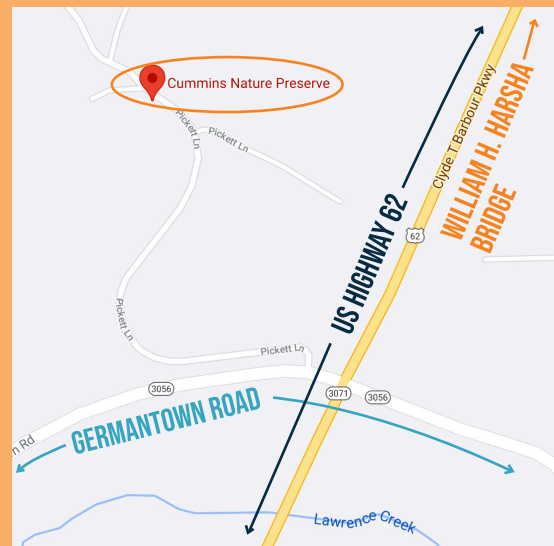 Cummins Nature Preserve
Pickett Ln
Pickett Ln
Clyde T Barbour Pkwy
WILLIAM H. HARSHA
BRIDGE
62
US HIGHWAY 62
Pickett Ln
Pickett Ln
3056
3071
3056
GERMANTOWN ROAD
n Rd
Lawrence Creek